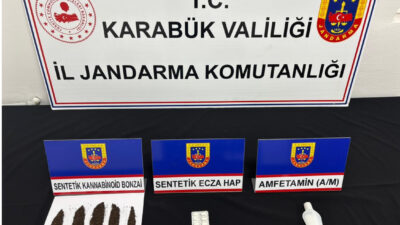 T.C.
KARABÜK VALİLİĞİ
İL JANDARMA KOMUTANLIĞI
SENTETİK KANNABİNOİD BONZAİ
SENTETİK ECZA HAP
AMFETAMİN (A/M)